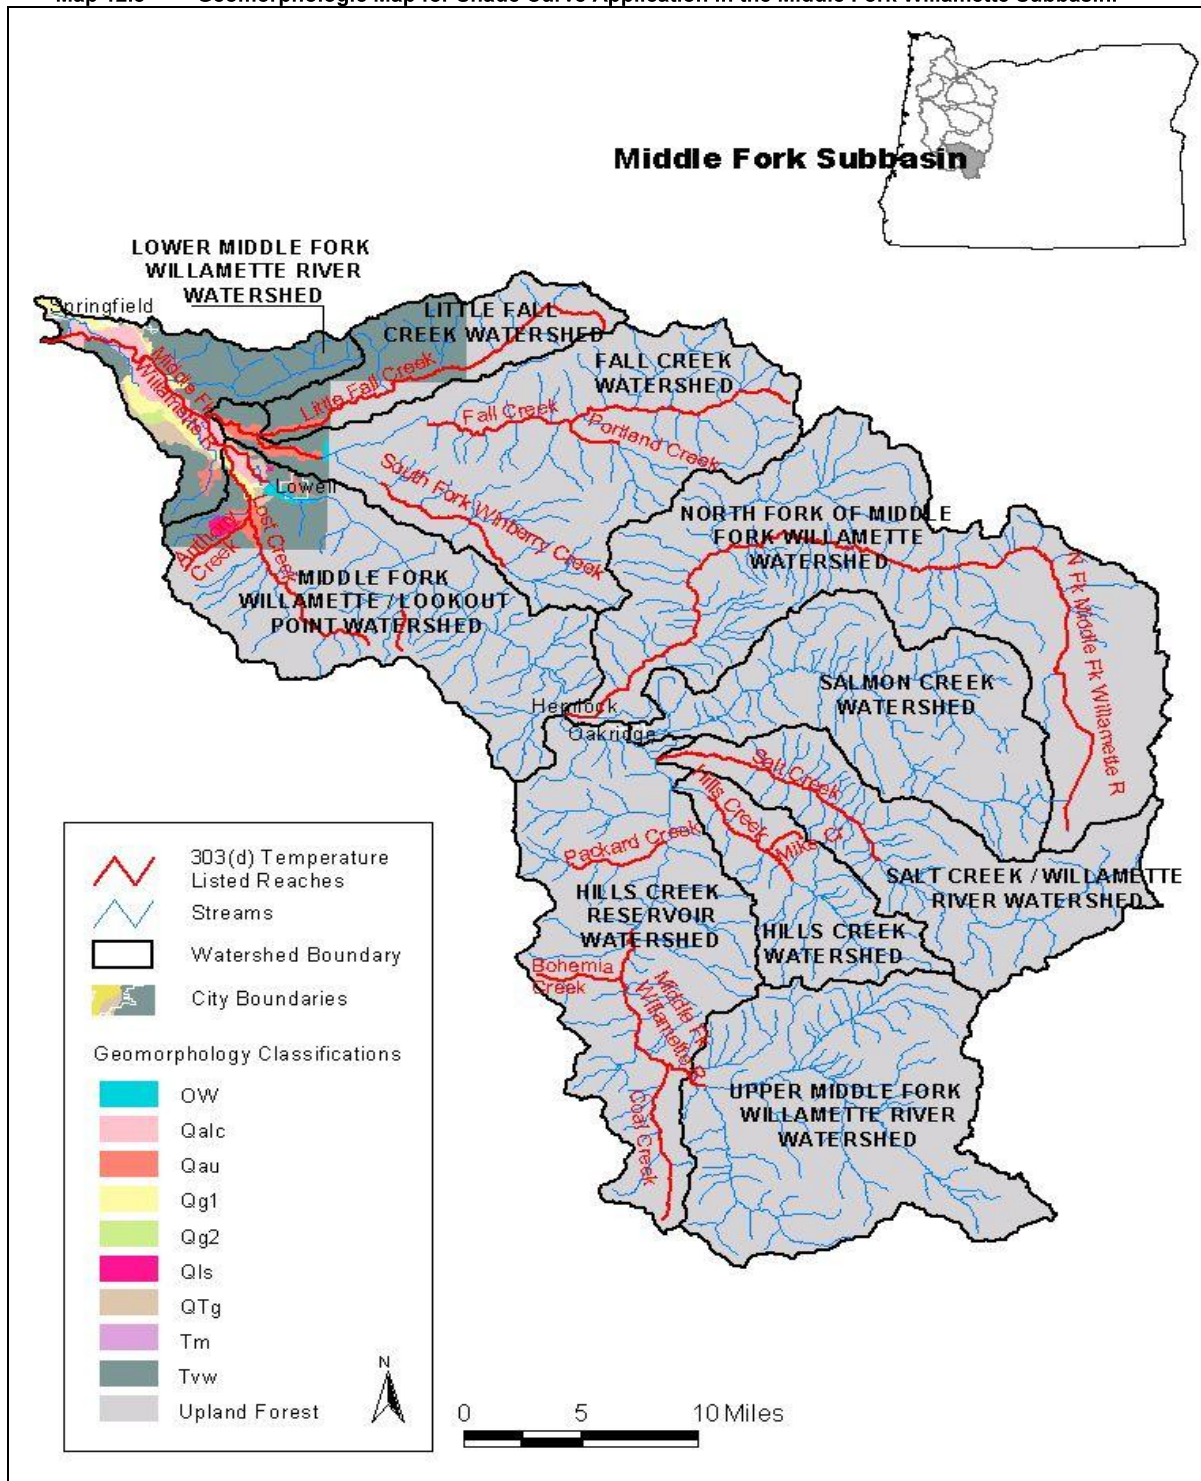 Middle Fork Subbasin
LOWER MIDDLE FORK
WILLAMETTE RIVER
WATERSHED
Springfield
LITTLE FALL
CREEK WATERSHED
FALL CREEK
WATERSHED
Middle Fk
Willamette R
Little Fall Creek
Fall Creek
Portland Creek
South Fork Winberry Creek
Lowell
Lost Creek
Anthony
Creek
NORTH FORK OF MIDDLE
FORK WILLAMETTE
WATERSHED
N Fk Middle Fk Willamette R
MIDDLE FORK
WILLAMETTE / LOOKOUT
POINT WATERSHED
SALMON CREEK
WATERSHED
Hemlock
Oakridge
Salt Creek
Hills Creek
Mike Cr
Packard Creek
SALT CREEK / WILLAMETTE
RIVER WATERSHED
HILLS CREEK
RESERVOIR
WATERSHED
HILLS CREEK
WATERSHED
Bohemia
Creek
Middle Fk
Willamette R
Coal Creek
UPPER MIDDLE FORK
WILLAMETTE RIVER
WATERSHED
303(d) Temperature
Listed Reaches
Streams
Watershed Boundary
City Boundaries
Geomorphology Classifications
OW
Qalc
Qau
Qg1
Qg2
Qls
QTg
Tm
Tvw
Upland Forest
N
0 5 10 Miles